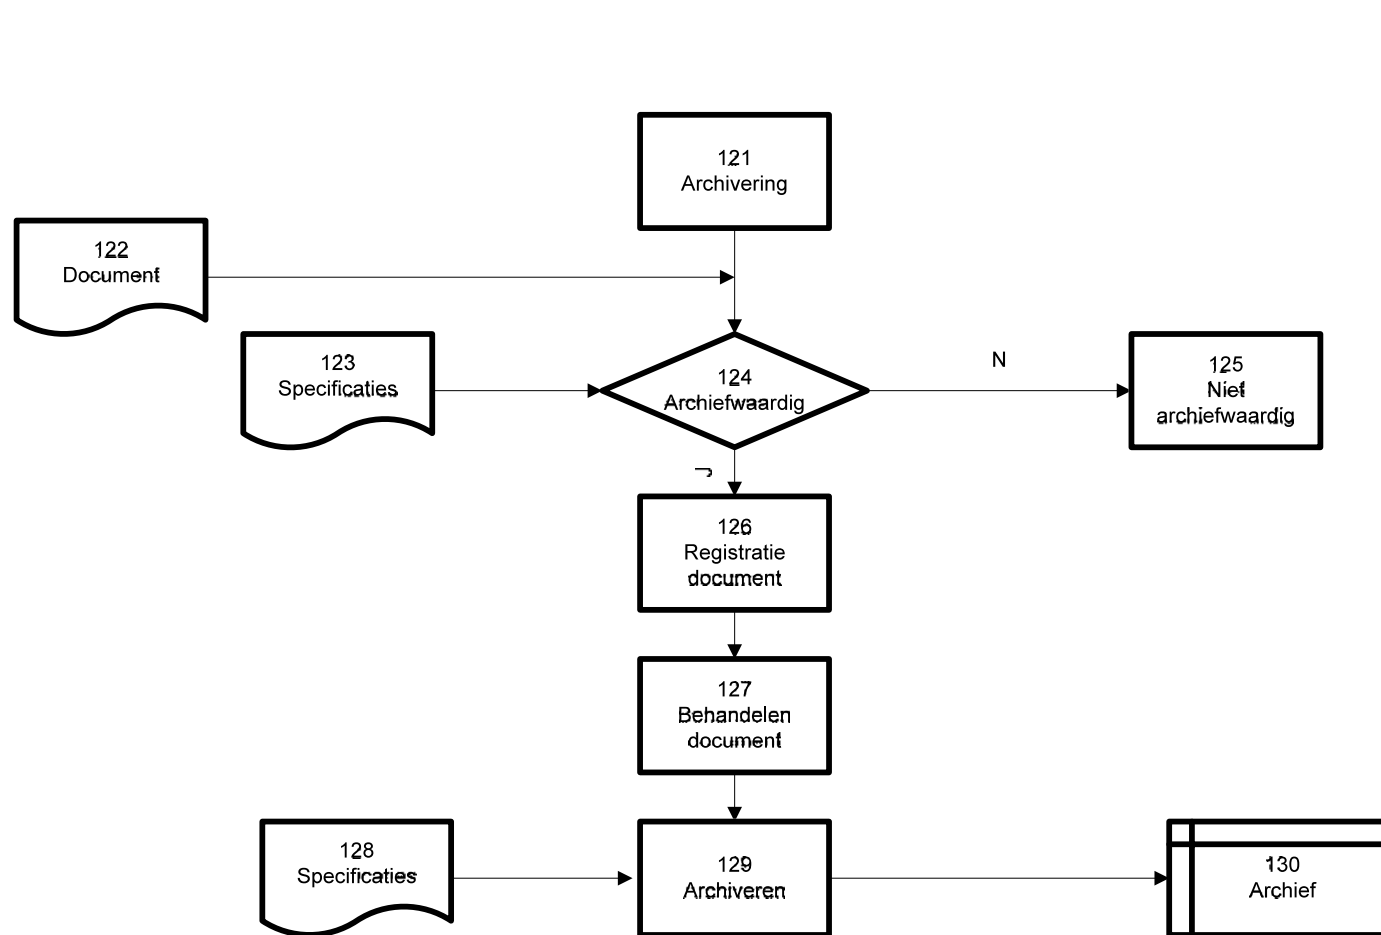 121
Archivering
122
Document
123
Specificaties
124
Archiefwaardig
N
125
Niet
archiefwaardig
J
126
Registratie
document
127
Behandelen
document
128
Specificaties
129
Archiveren
130
Archief